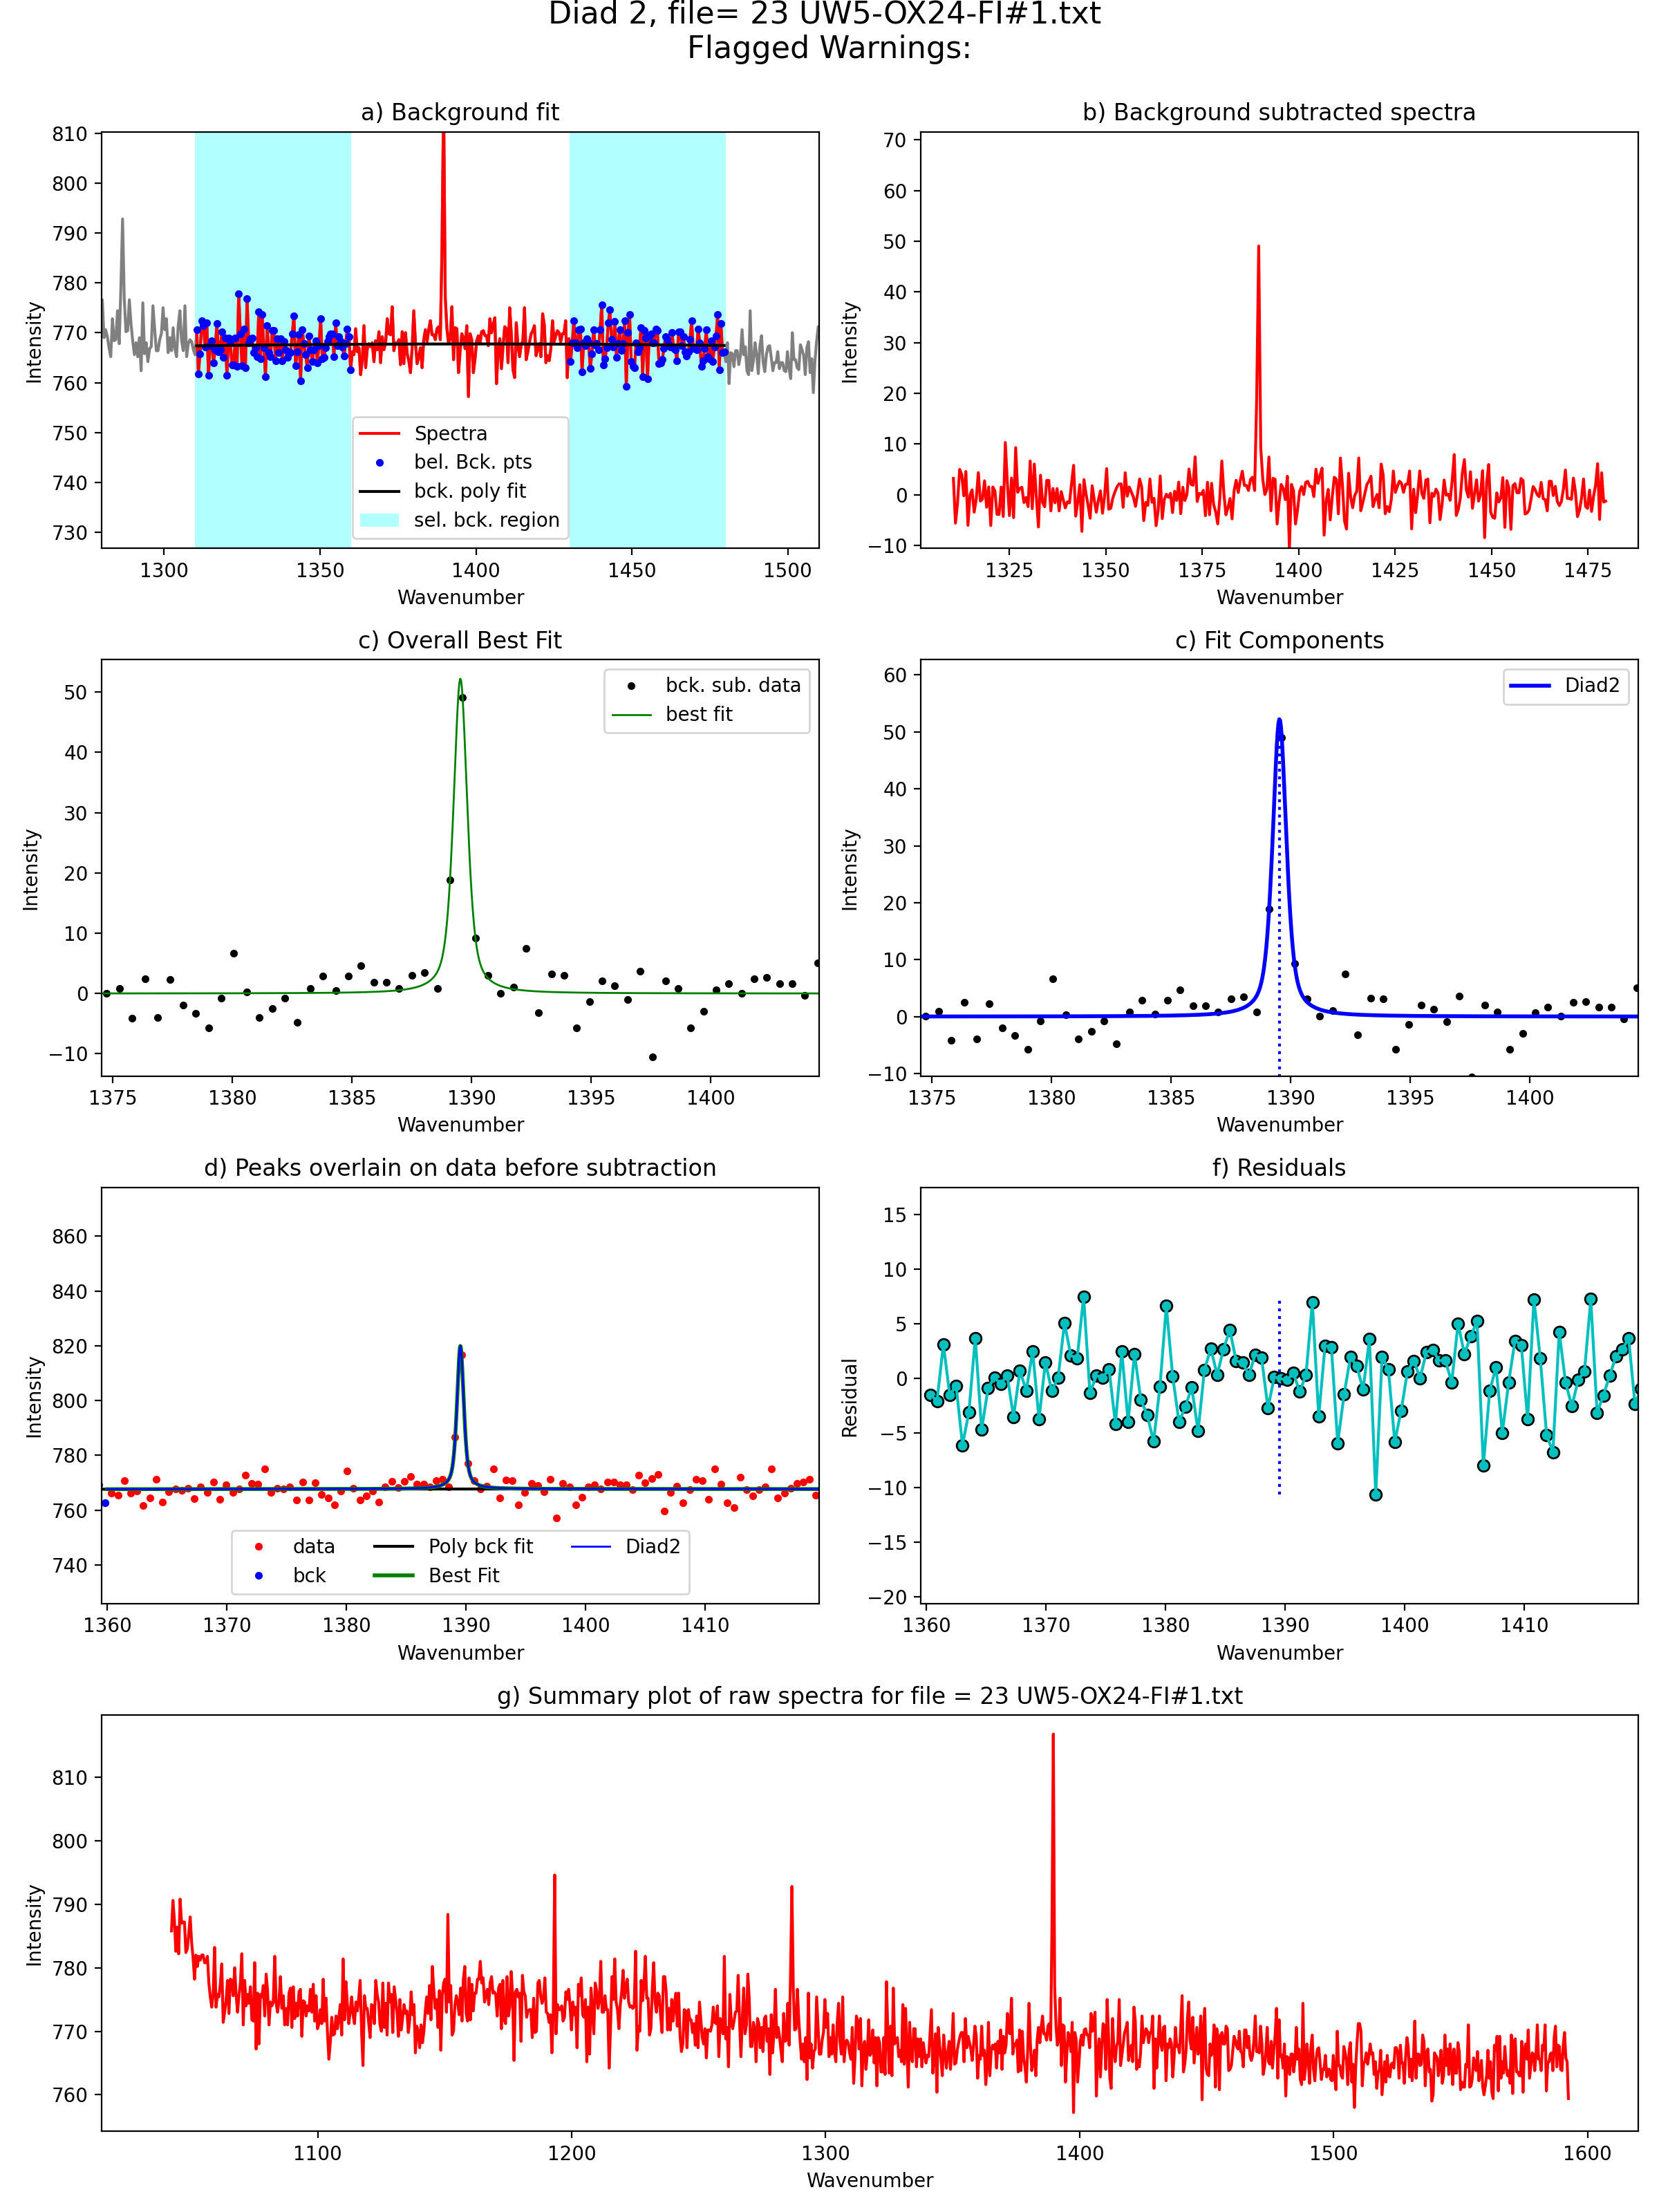 Diad 2, file= 23 UW5-OX24-FI#1.txt
Flagged Warnings:
a) Background fit
810
800
790
780
770
760
750
740
730
Intensity
Spectra
bel. Bck. pts
bck. poly fit
sel. bck. region
1300 1350 1400 1450 1500
Wavenumber
b) Background subtracted spectra
70
60
50
40
30
20
10
0
−10
Intensity
1325 1350 1375 1400 1425 1450 1475
Wavenumber
c) Overall Best Fit
50
40
30
20
10
0
−10
Intensity
bck. sub. data
best fit
1375 1380 1385 1390 1395 1400
Wavenumber
c) Fit Components
60
50
40
30
20
10
0
−10
Intensity
Diad2
1375 1380 1385 1390 1395 1400
Wavenumber
d) Peaks overlain on data before subtraction
860
840
820
800
780
760
740
Intensity
data Poly bck fit Diad2
bck Best Fit
1360 1370 1380 1390 1400 1410
Wavenumber
f) Residuals
15
10
5
0
−5
−10
−15
−20
Residual
1360 1370 1380 1390 1400 1410
Wavenumber
g) Summary plot of raw spectra for file = 23 UW5-OX24-FI#1.txt
810
800
790
780
770
760
Intensity
1100 1200 1300 1400 1500 1600
Wavenumber